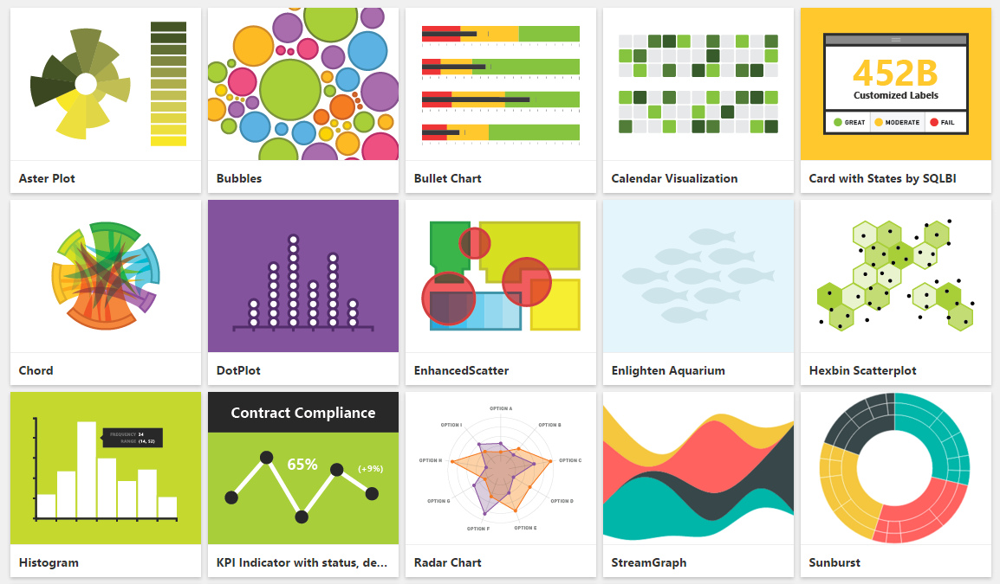 Aster Plot
Bubbles
Bullet Chart
Calendar Visualization
452B
Customized Labels
GREAT
MODERATE
FAIL
Card with States by SQLBI
Chord
DotPlot
EnhancedScatter
Enlighten Aquarium
Hexbin Scatterplot
FREQUENCY 34
RANGE (14, 52)
Histogram
Contract Compliance
65%
(+9%)
KPI Indicator with status, de...
OPTION A
OPTION B
OPTION C
OPTION D
OPTION E
OPTION F
OPTION G
OPTION H
OPTION I
Radar Chart
StreamGraph
Sunburst